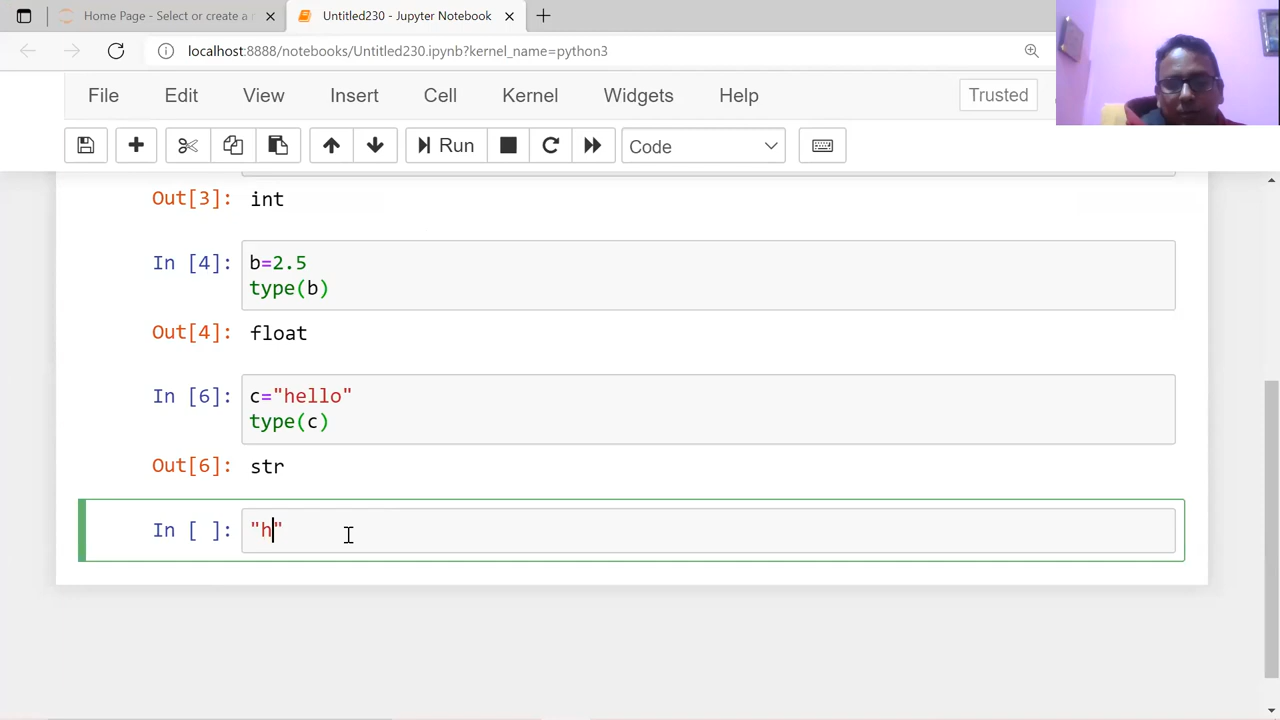 Home Page - Select or create a n
Untitled230 - Jupyter Notebook
localhost:8888/notebooks/Untitled230.ipynb?kernel_name=python3
File Edit View Insert Cell Kernel Widgets Help Trusted
Run Code
Out[3]: int
In [4]: b=2.5
type(b)
Out[4]: float
In [6]: c="hello"
type(c)
Out[6]: str
In [ ]: "h"